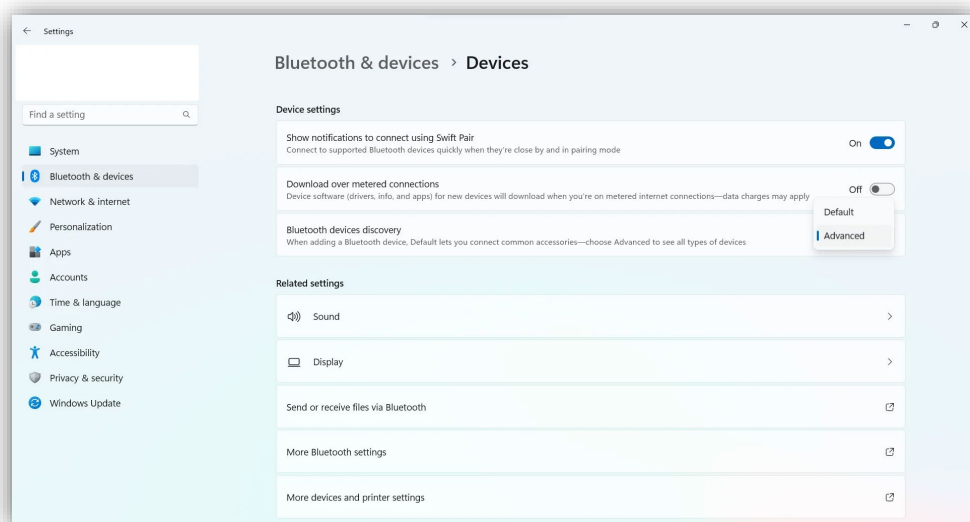 Settings
Find a setting
System
Bluetooth & devices
Network & internet
Personalization
Apps
Accounts
Time & language
Gaming
Accessibility
Privacy & security
Windows Update
Bluetooth & devices > Devices
Device settings
Show notifications to connect using Swift Pair
Connect to supported Bluetooth devices quickly when they're close by and in pairing mode
On
Download over metered connections
Device software (drivers, info, and apps) for new devices will download when you're on metered internet connections—data charges may apply
Off
Bluetooth devices discovery
When adding a Bluetooth device, Default lets you connect common accessories—choose Advanced to see all types of devices
Default
Advanced
Related settings
Sound
Display
Send or receive files via Bluetooth
More Bluetooth settings
More devices and printer settings